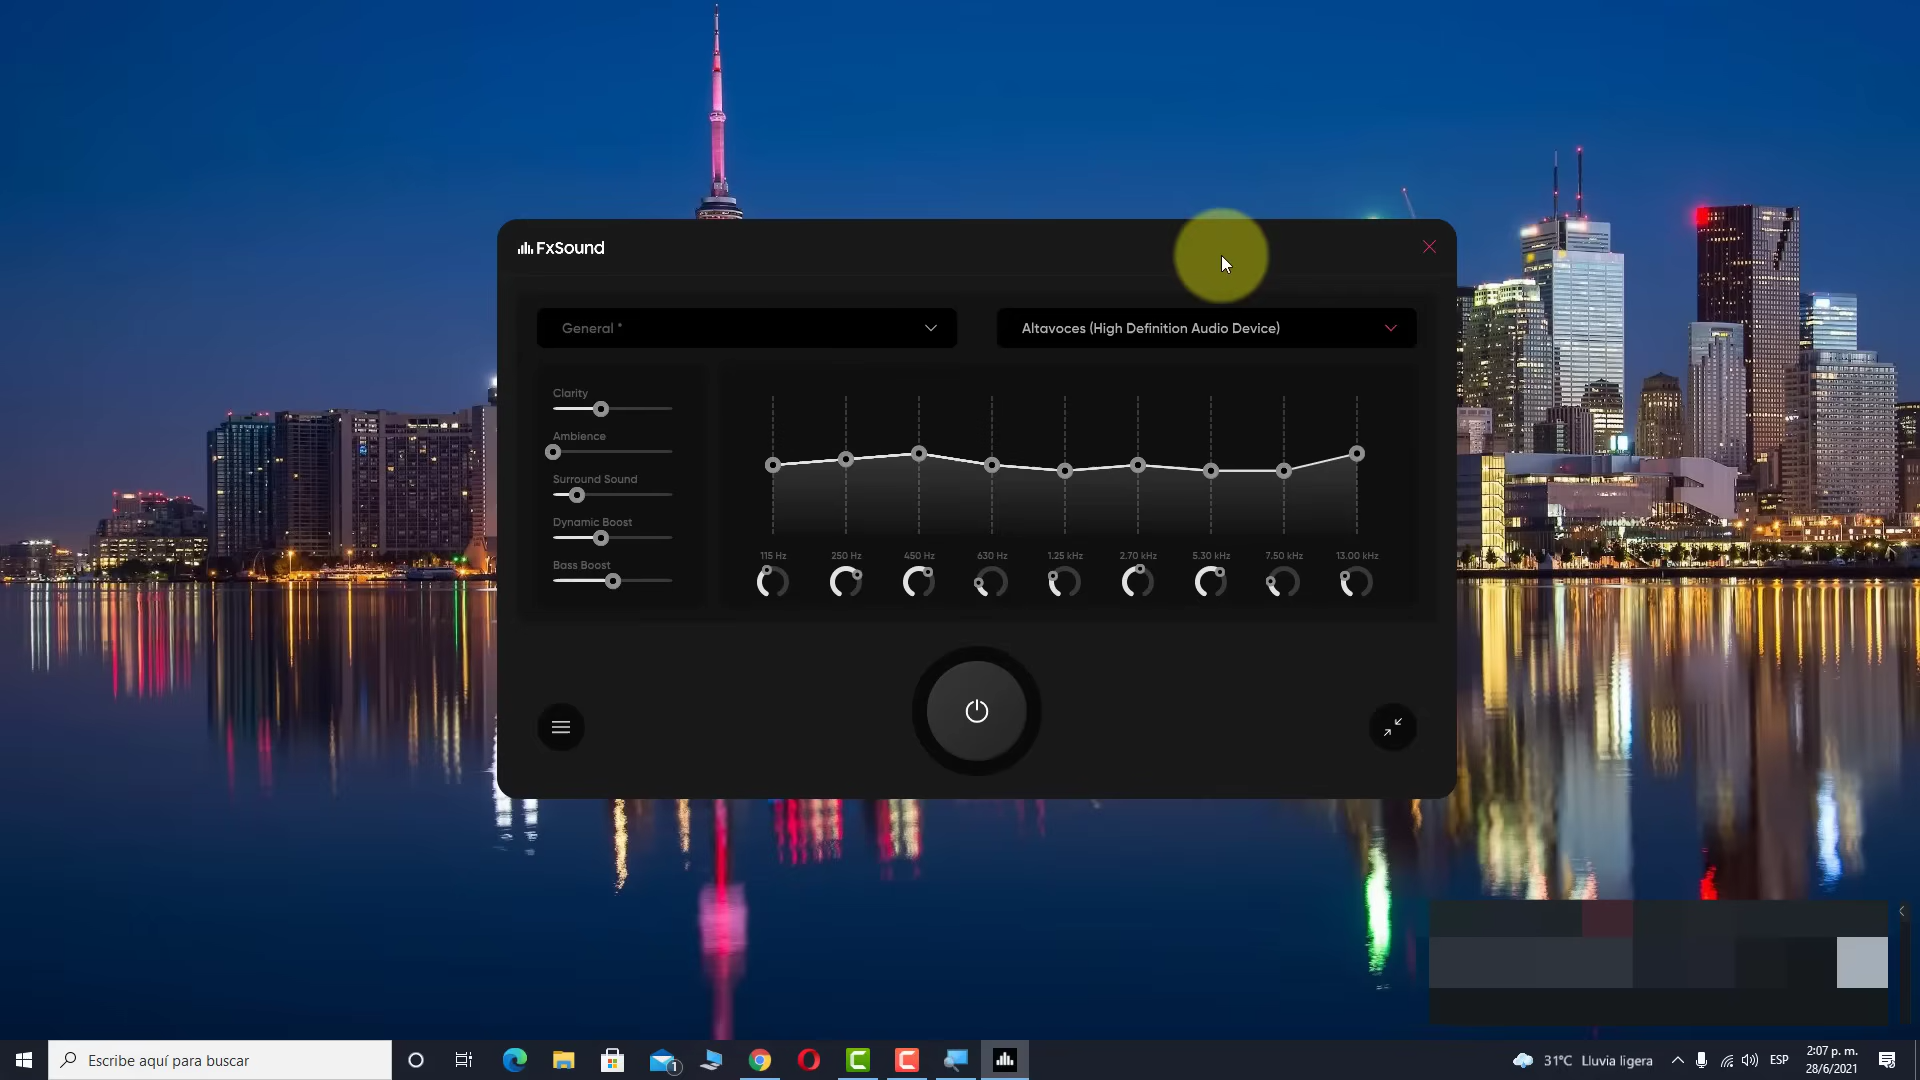 FxSound
General *
Altavoces (High Definition Audio Device)
Clarity
Ambience
Surround Sound
Dynamic Boost
Bass Boost
115 Hz 250 Hz 450 Hz 630 Hz 1.25 kHz 2.70 kHz 5.30 kHz 7.50 kHz 13.00 kHz
Escribe aquí para buscar
1
31°C Lluvia ligera
ESP
2:07 p. m.
28/6/2021